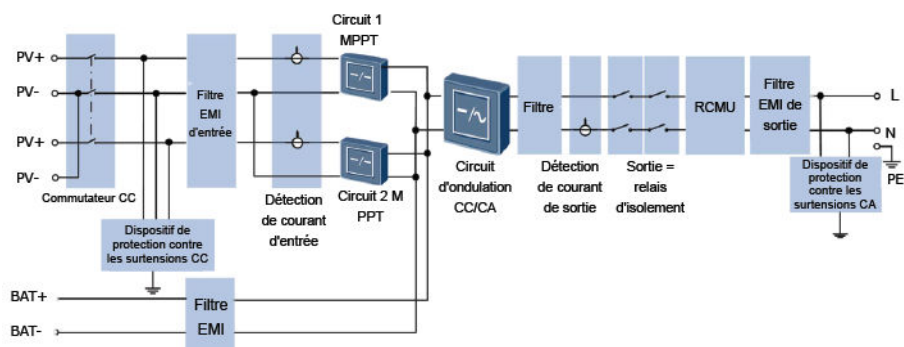 PV+
PV-
PV+
PV-
Commutateur CC
Dispositif de
protection contre
les surtensions CC
Filtre
EMI
d'entrée
Détection
de courant
d'entrée
Circuit 1
MPPT
Circuit 2 M
PPT
BAT+
BAT-
Filtre
EMI
Circuit
d'ondulation
CC/CA
Filtre
Détection
de courant
de sortie
Sortie =
relais
d'isolement
RCMU
Filtre
EMI de
sortie
L
N
PE
Dispositif de
protection
contre les
surtensions CA